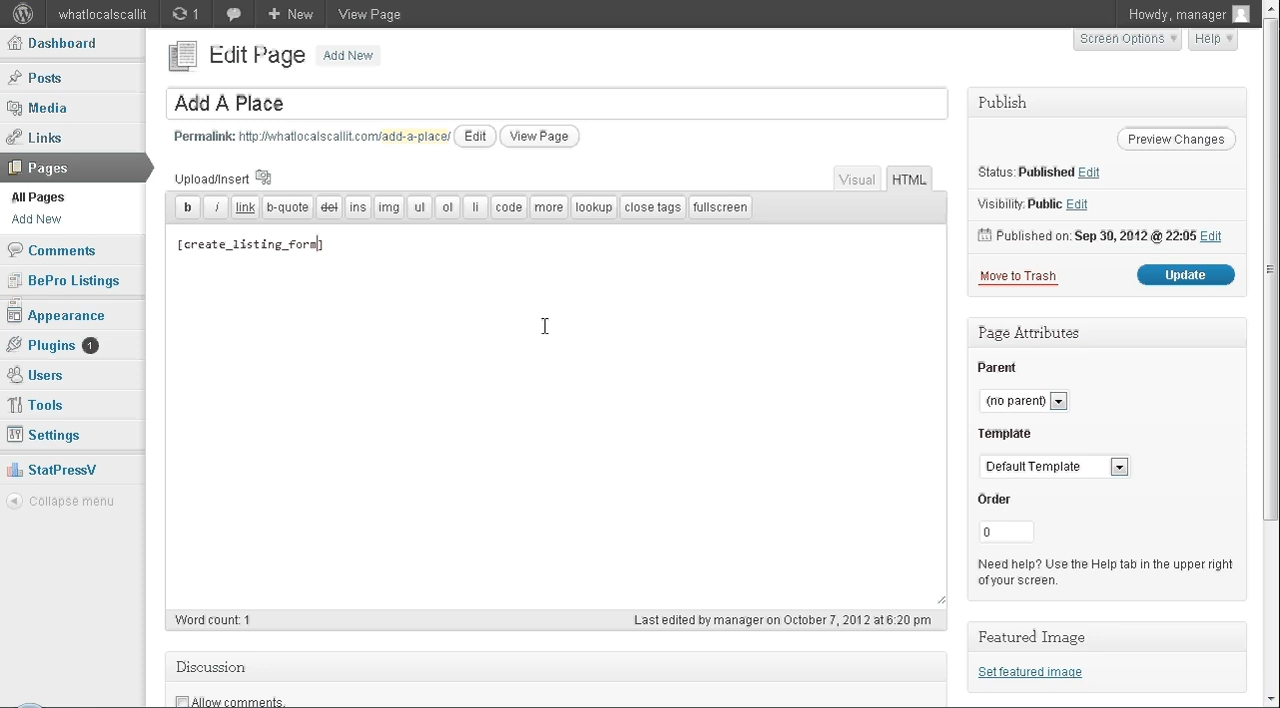 whatlocalscallit 1 New View Page Howdy, manager
Screen Options Help
Dashboard
Posts
Media
Links
Pages
All Pages
Add New
Comments
BePro Listings
Appearance
Plugins 1
Users
Tools
Settings
StatPressV
Collapse menu
Edit Page Add New
Add A Place
Permalink: http://whatlocalscallit.com/add-a-place/ Edit View Page
Upload/Insert Visual HTML
b i link b-quote del ins img ul ol li code more lookup close tags fullscreen
[create_listing_form]
Word count: 1 Last edited by manager on October 7, 2012 at 6:20 pm
Discussion
Allow comments.
Publish
Preview Changes
Status: Published Edit
Visibility: Public Edit
Published on: Sep 30, 2012 @ 22:05 Edit
Move to Trash Update
Page Attributes
Parent
(no parent)
Template
Default Template
Order
0
Need help? Use the Help tab in the upper right
of your screen.
Featured Image
Set featured image